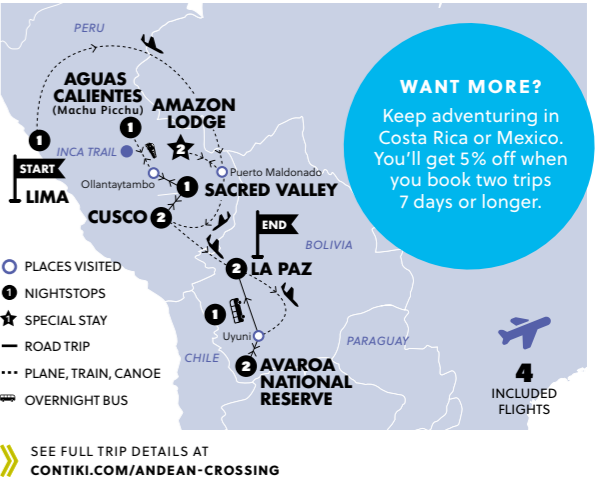 PERU
AGUAS
CALIENTES
(Machu Picchu)
AMAZON
LODGE
1
1
2
INCA TRAIL
START
LIMA
Ollantaytambo
Puerto Maldonado
1
SACRED VALLEY
CUSCO 2
END
BOLIVIA
2 LA PAZ
1
Uyuni
PARAGUAY
CHILE
2 AVAROA
NATIONAL
RESERVE
WANT MORE?
Keep adventuring in
Costa Rica or Mexico.
You'll get 5% off when
you book two trips
7 days or longer.
PLACES VISITED
1 NIGHTSTOPS
1 SPECIAL STAY
ROAD TRIP
PLANE, TRAIN, CANOE
OVERNIGHT BUS
4
INCLUDED
FLIGHTS
SEE FULL TRIP DETAILS AT
CONTIKI.COM/ANDEAN-CROSSING